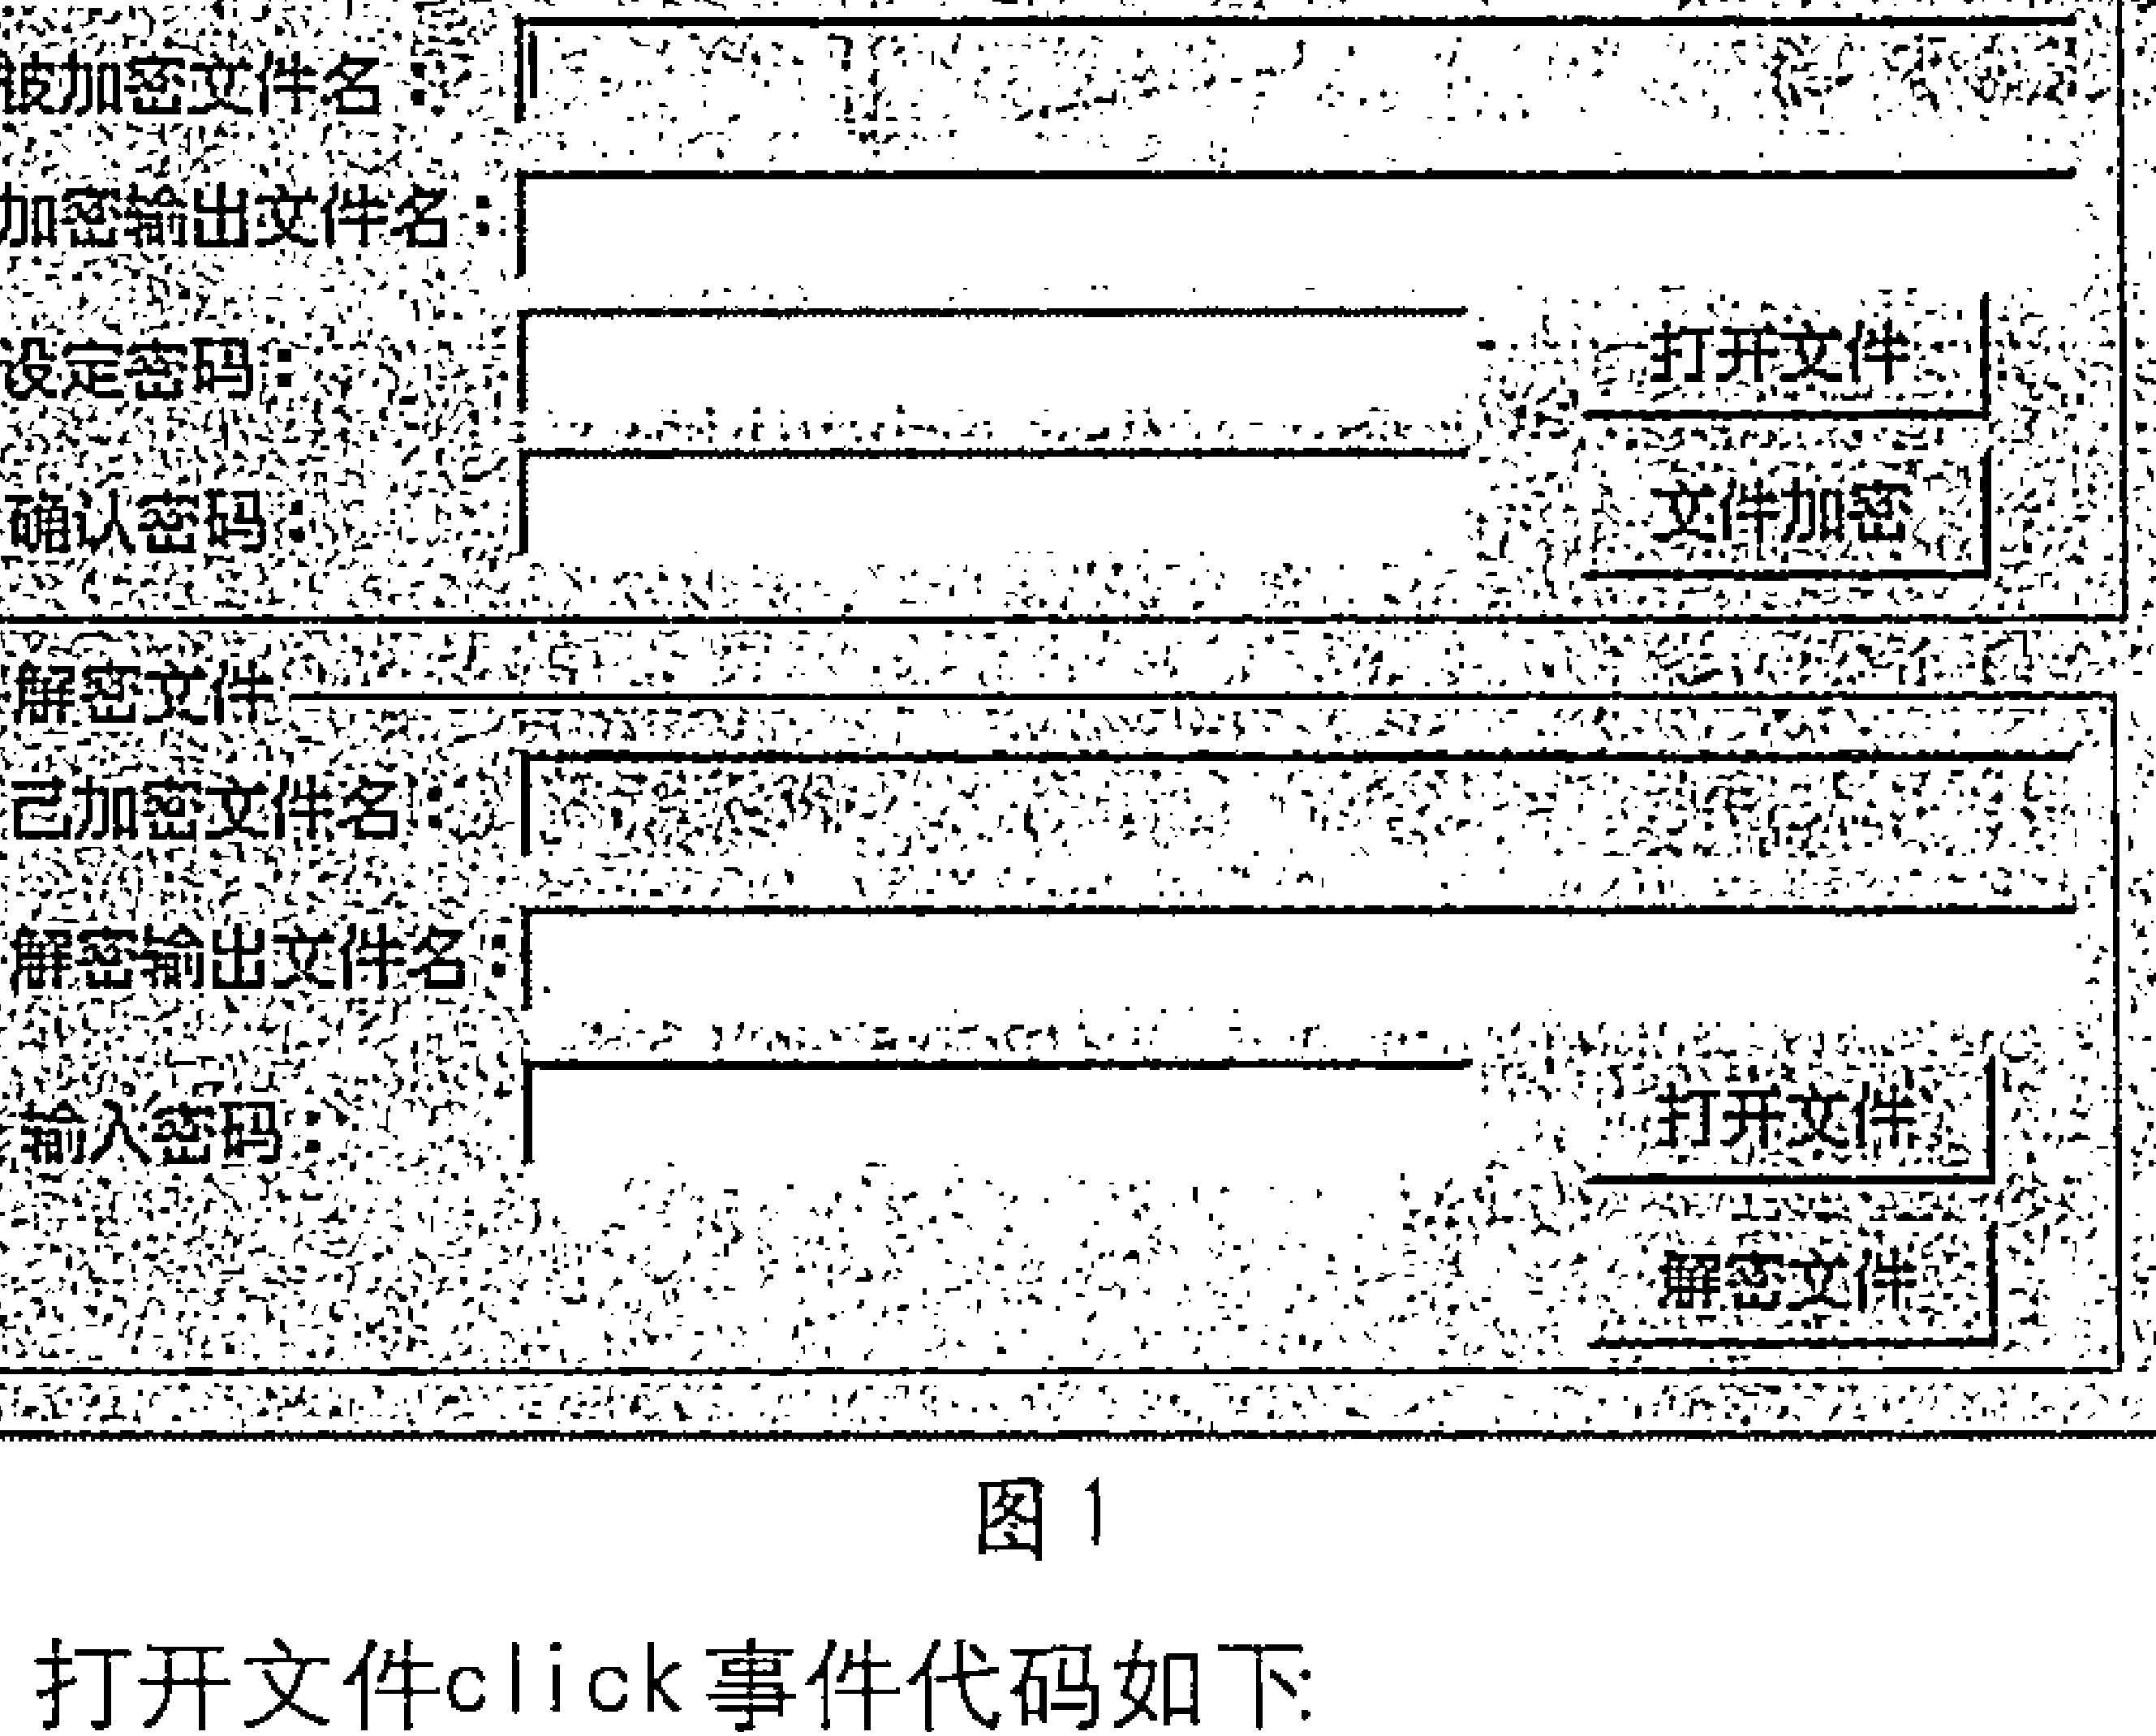 被加密文件名：
加密输出文件名：
设定密码：
打开文件
确认密码：
文件加密
解密文件
已加密文件名：
解密输出文件名：
输入密码：
打开文件
解密文件
图1
打开文件click事件代码如下: